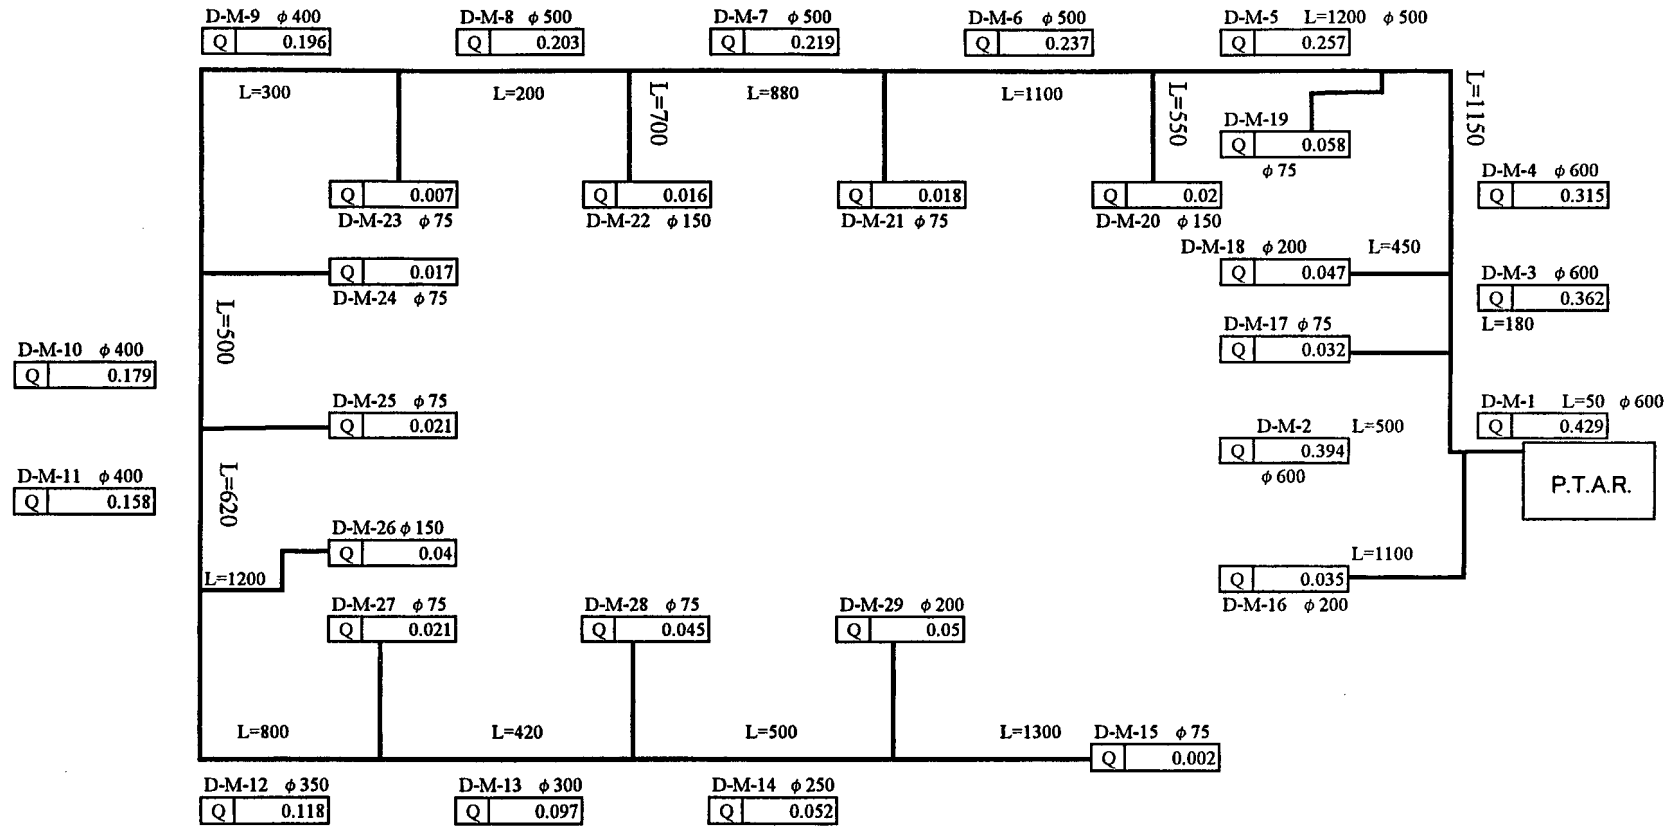 D-M-9 φ 400
Q 0.196
D-M-8 φ 500
Q 0.203
D-M-7 φ 500
Q 0.219
D-M-6 φ 500
Q 0.237
D-M-5 L=1200 φ 500
Q 0.257
L=300
L=200
L=700
L=880
L=1100
L=550
L=1150
D-M-19
Q 0.058
φ 75
D-M-4 φ 600
Q 0.315
Q 0.007
D-M-23 φ 75
Q 0.016
D-M-22 φ 150
Q 0.018
D-M-21 φ 75
Q 0.02
D-M-20 φ 150
D-M-18 φ 200
L=450
Q 0.047
Q 0.017
D-M-24 φ 75
D-M-3 φ 600
Q 0.362
L=180
L=500
D-M-17 φ 75
Q 0.032
D-M-10 φ 400
Q 0.179
D-M-25 φ 75
Q 0.021
D-M-2
L=500
Q 0.394
φ 600
D-M-1 L=50 φ 600
Q 0.429
P.T.A.R.
D-M-11 φ 400
Q 0.158
L=620
D-M-26 φ 150
Q 0.04
L=1200
L=1100
Q 0.035
D-M-16 φ 200
D-M-27 φ 75
Q 0.021
D-M-28 φ 75
Q 0.045
D-M-29 φ 200
Q 0.05
L=800
L=420
L=500
L=1300
D-M-15 φ 75
Q 0.002
D-M-12 φ 350
Q 0.118
D-M-13 φ 300
Q 0.097
D-M-14 φ 250
Q 0.052